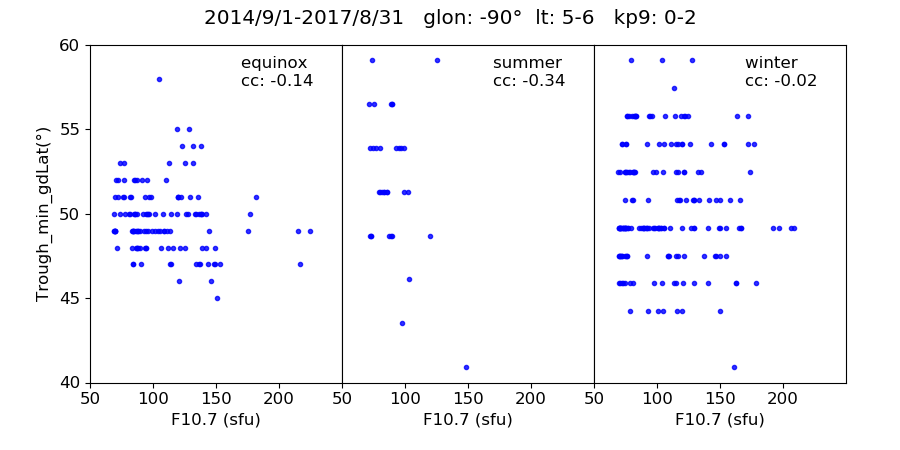 2014/9/1-2017/8/31 glon: -90° lt: 5-6 kp9: 0-2
equinox
cc: -0.14
summer
cc: -0.34
winter
cc: -0.02
Trough_min_gdLat(°)
60
55
50
45
40
50 100 150 200 50 100 150 200 50 100 150 200
F10.7 (sfu) F10.7 (sfu) F10.7 (sfu)